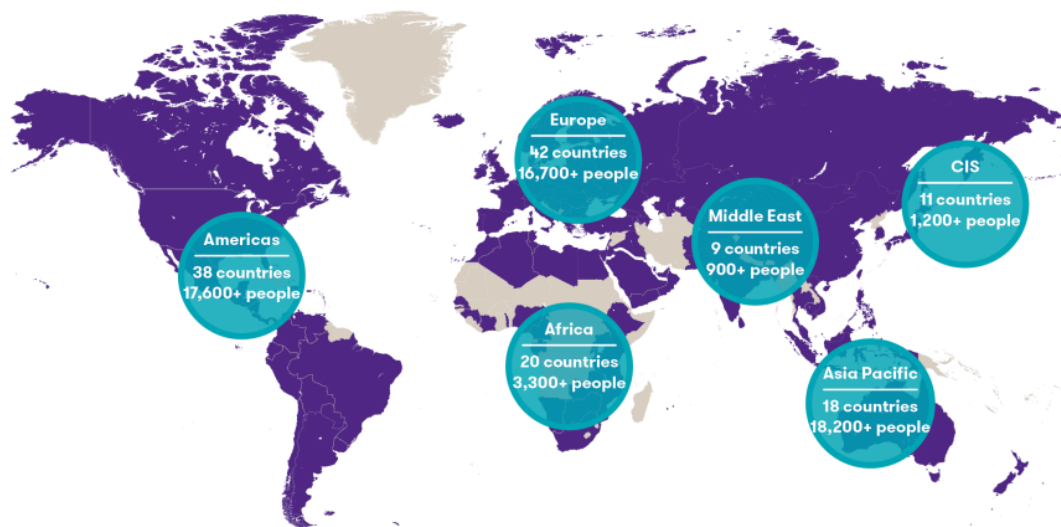 Europe
42 countries
16,700+ people
CIS
11 countries
1,200+ people
Middle East
9 countries
900+ people
Americas
38 countries
17,600+ people
Africa
20 countries
3,300+ people
Asia Pacific
18 countries
18,200+ people